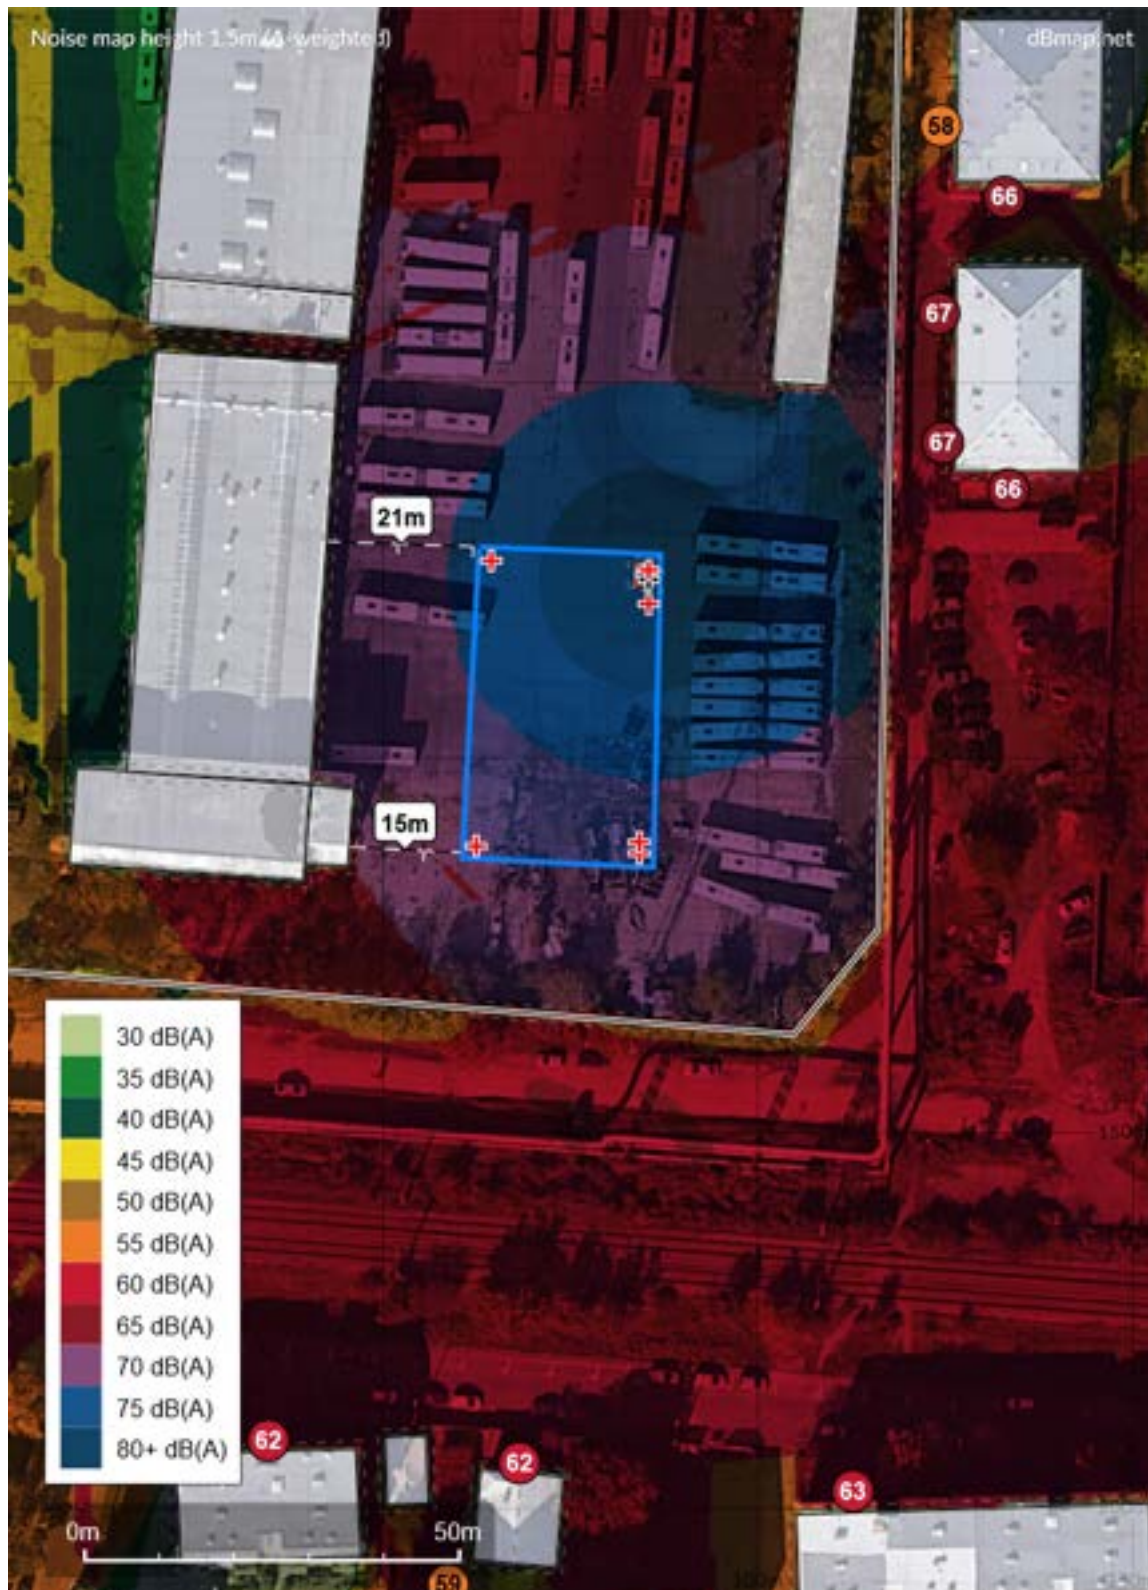 Noise map height 1.5m (A-weighted)
dBmap.net
58
66
67
67
66
21m
15m
30 dB(A)
35 dB(A)
40 dB(A)
45 dB(A)
50 dB(A)
55 dB(A)
60 dB(A)
65 dB(A)
70 dB(A)
75 dB(A)
80+ dB(A)
62
62
63
0m
50m
59